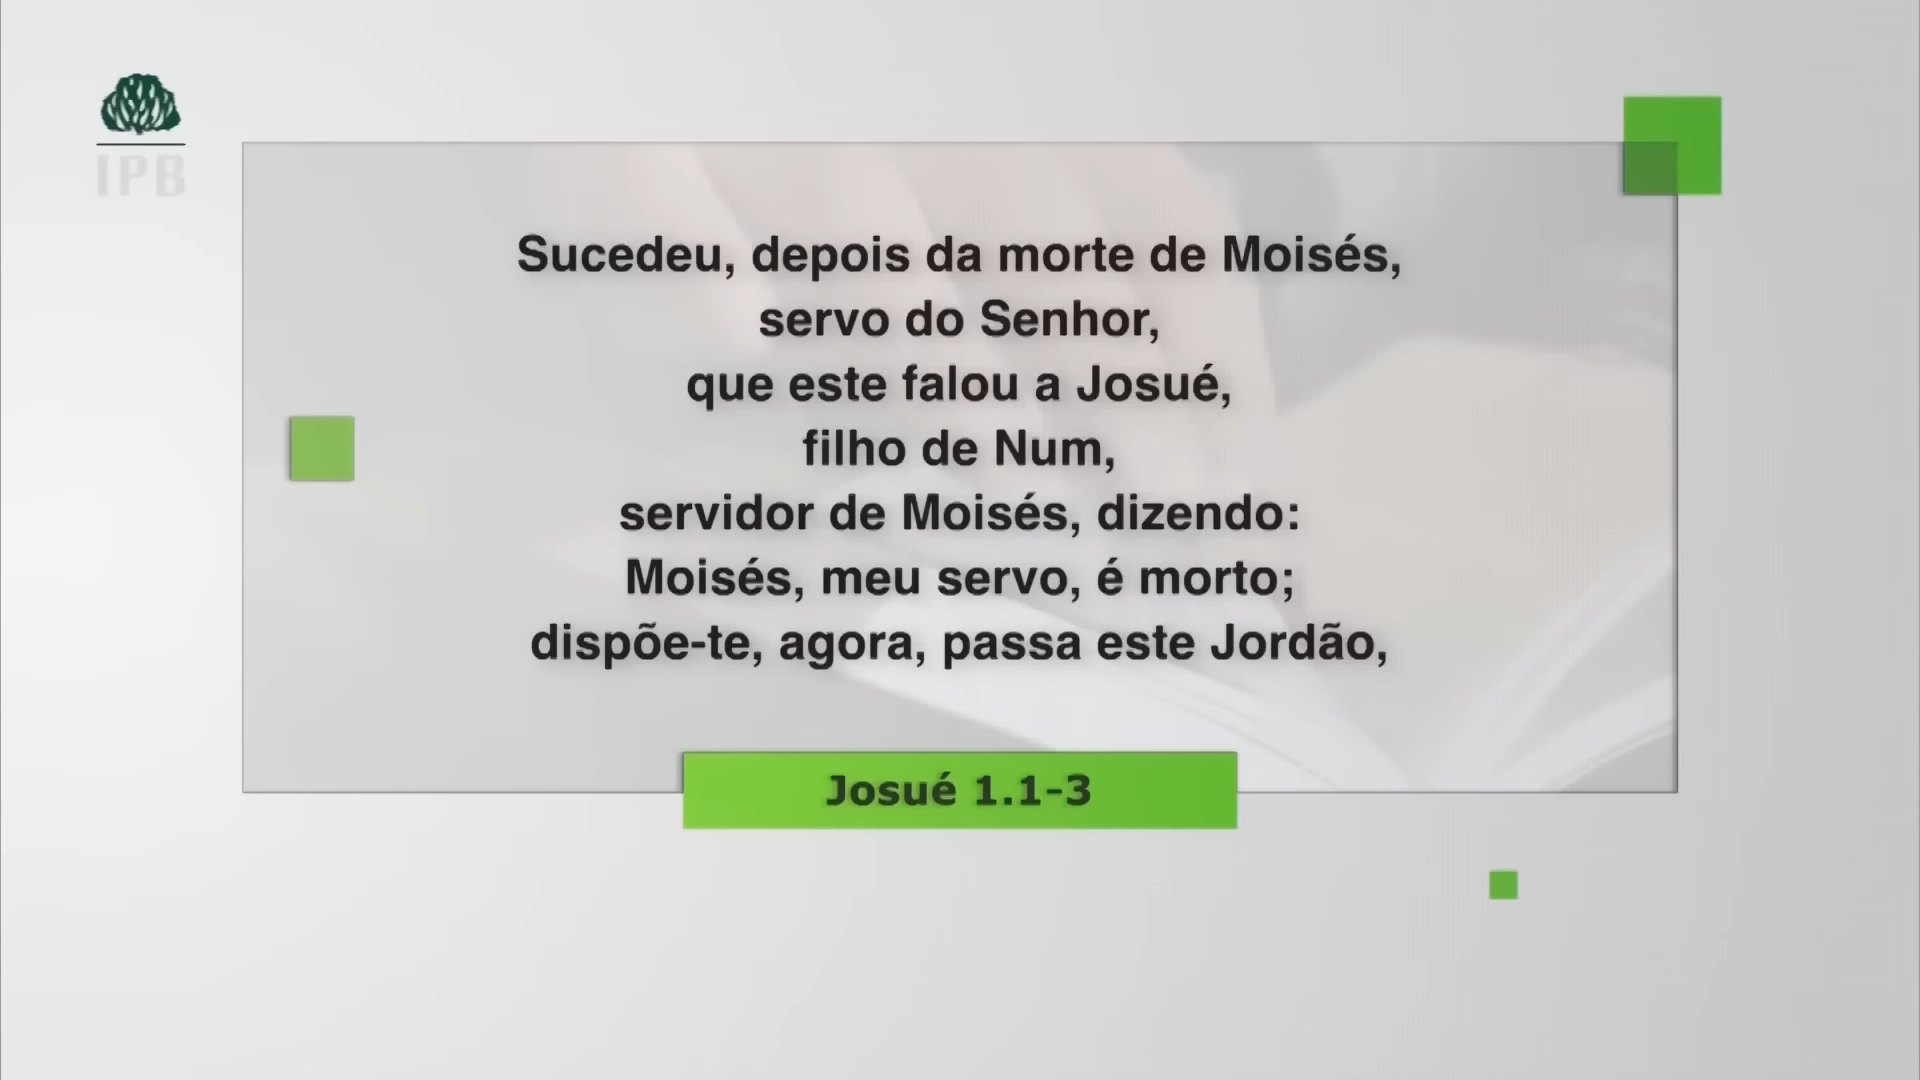 IPB
Sucedeu, depois da morte de Moisés,
servo do Senhor,
que este falou a Josué,
filho de Num,
servidor de Moisés, dizendo:
Moisés, meu servo, é morto;
dispõe-te, agora, passa este Jordão,
Josué 1.1-3